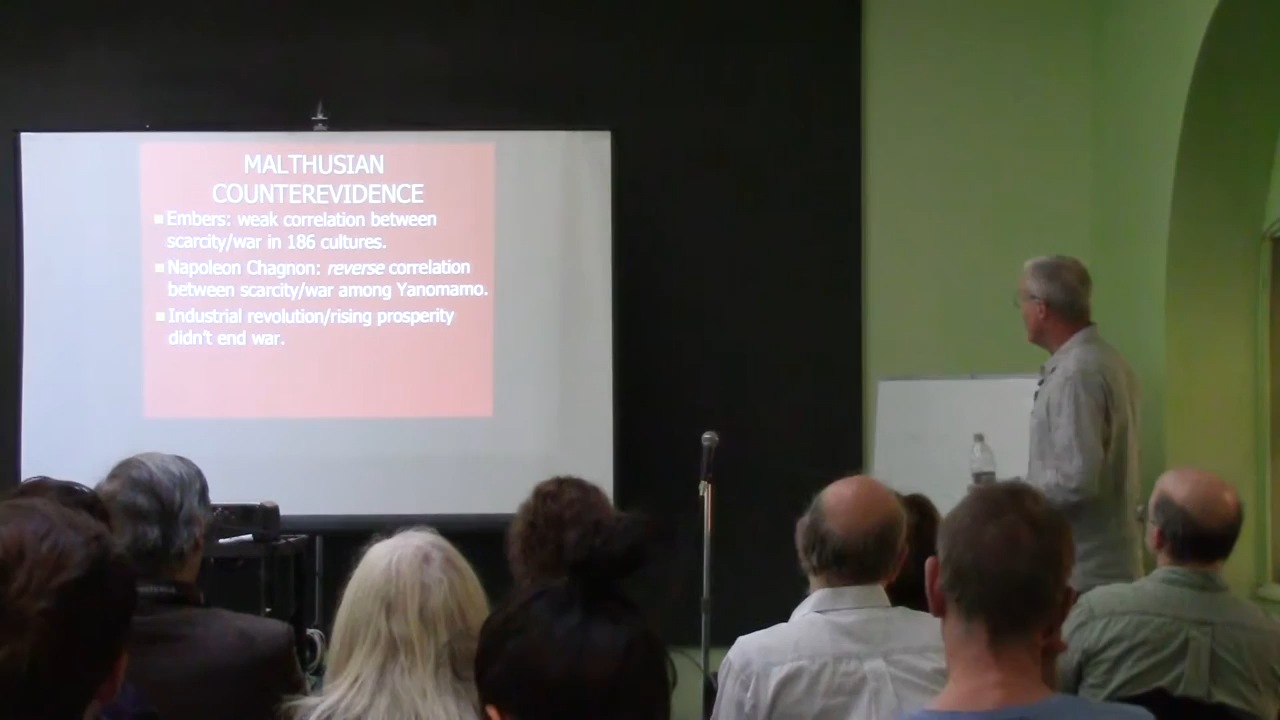 MALTHUSIAN
COUNTEREVIDENCE
Embers: weak correlation between
scarcity/war in 186 cultures.
Napoleon Chagnon: reverse correlation
between scarcity/war among Yanomamo.
Industrial revolution/rising prosperity
didn't end war.